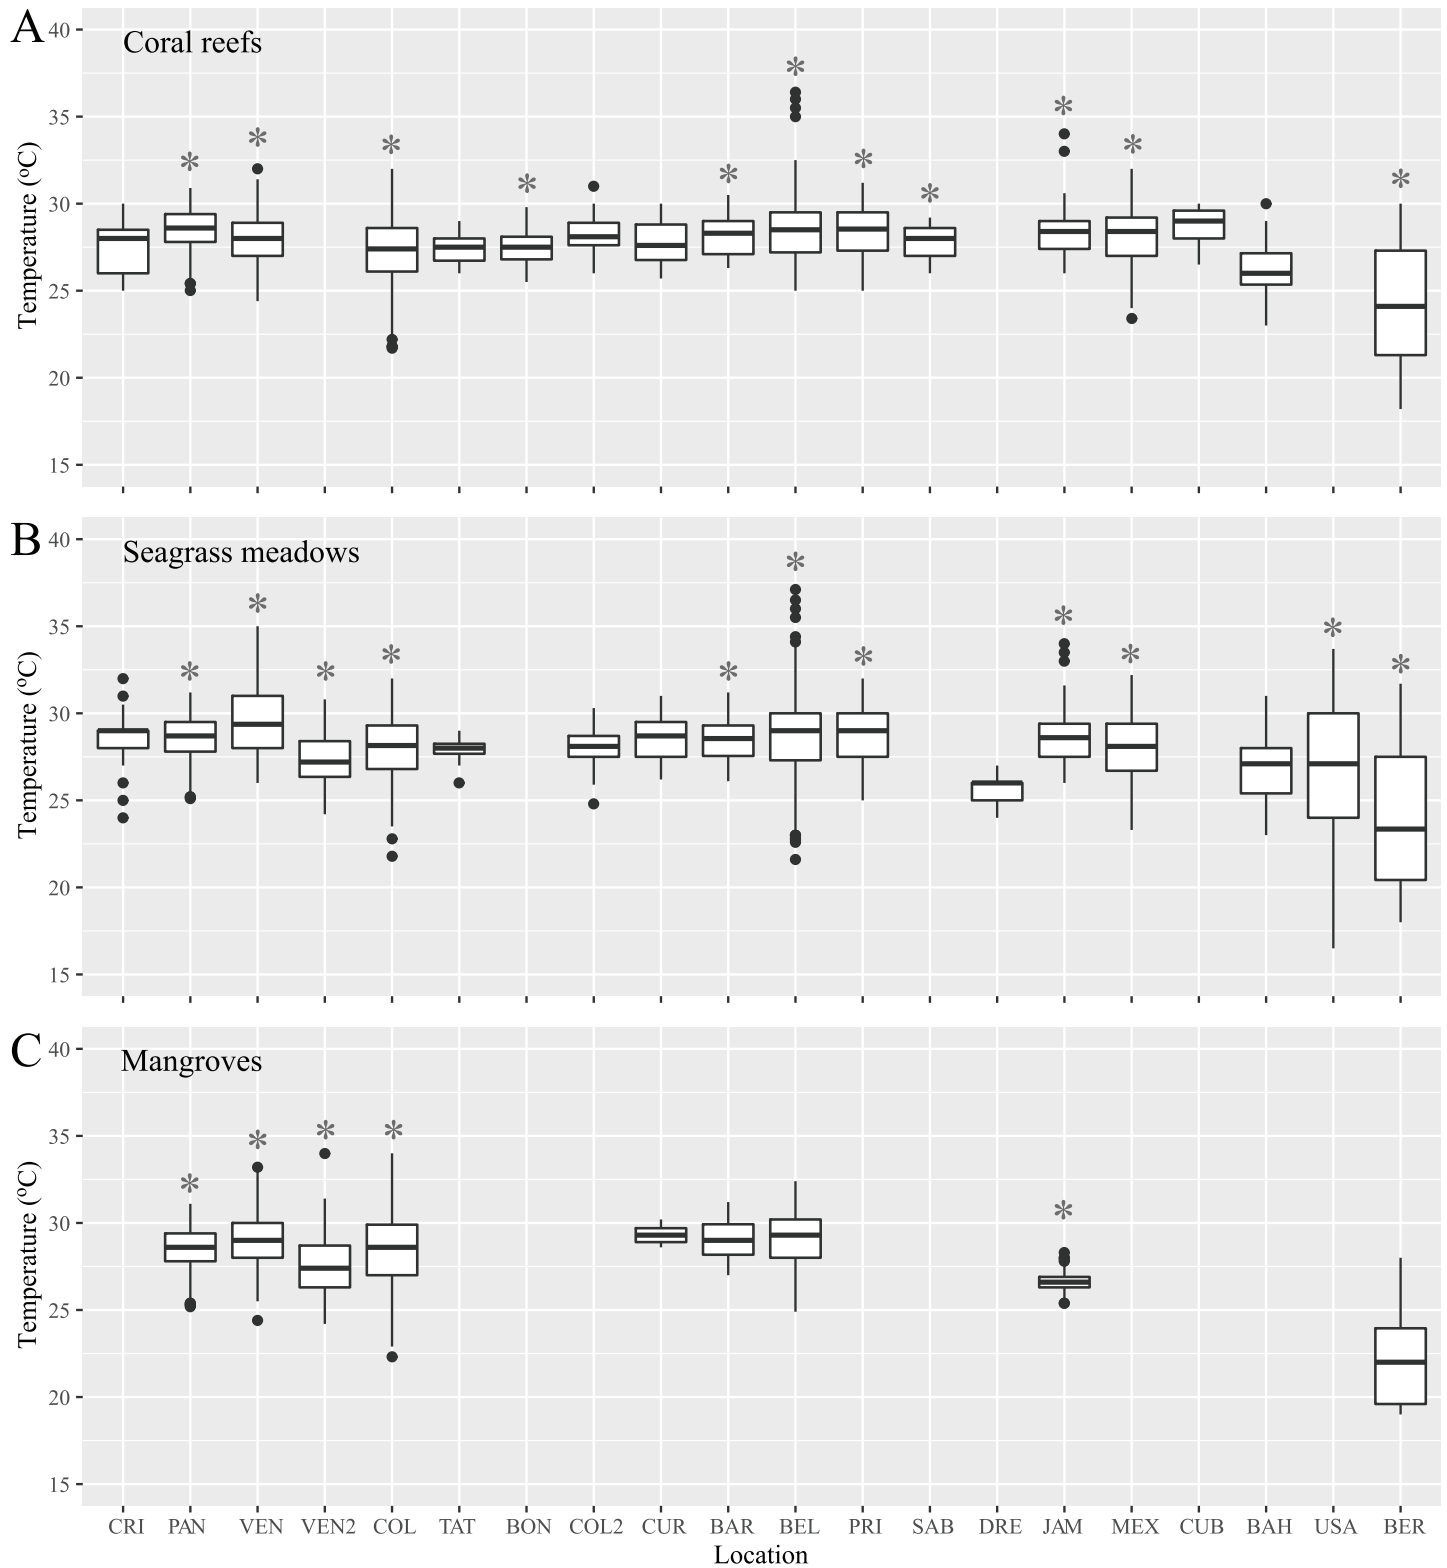 A
Coral reefs
40
35
30
25
20
15
Temperature (ºC)
* * * * * * * * * * * *
B
Seagrass meadows
40
35
30
25
20
15
Temperature (ºC)
* * * * * * * * * * *
C
Mangroves
40
35
30
25
20
15
Temperature (ºC)
* * * * *
CRI PAN VEN VEN2 COL TAT BON COL2 CUR BAR BEL PRI SAB DRE JAM MEX CUB BAH USA BER
Location